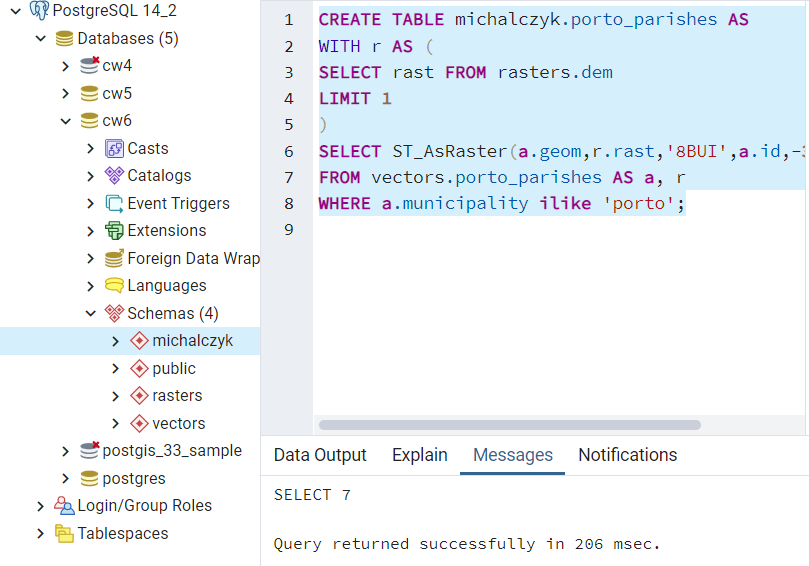 PostgreSQL 14_2
Databases (5)
cw4
cw5
cw6
Casts
Catalogs
Event Triggers
Extensions
Foreign Data Wrap
Languages
Schemas (4)
michalczyk
public
rasters
vectors
postgis_33_sample
postgres
Login/Group Roles
Tablespaces
1 CREATE TABLE michalczyk.porto_parishes AS
2 WITH r AS (
3 SELECT rast FROM rasters.dem
4 LIMIT 1
5 )
6 SELECT ST_AsRaster(a.geom,r.rast,'8BUI',a.id,-3
7 FROM vectors.porto_parishes AS a, r
8 WHERE a.municipality ilike 'porto';
9
Data Output Explain Messages Notifications
SELECT 7
Query returned successfully in 206 msec.